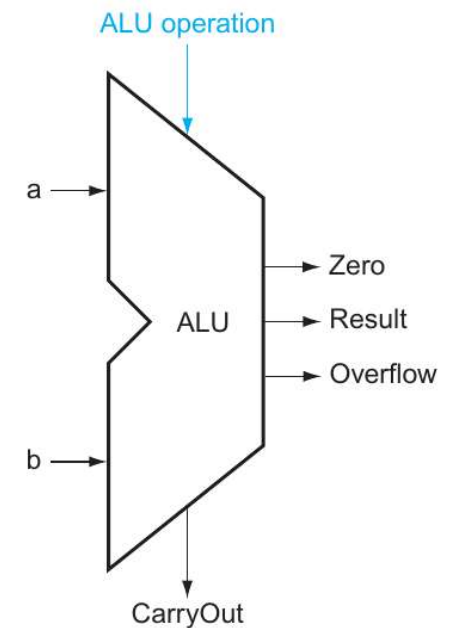 ALU operation
a
Zero
ALU
Result
Overflow
b
CarryOut